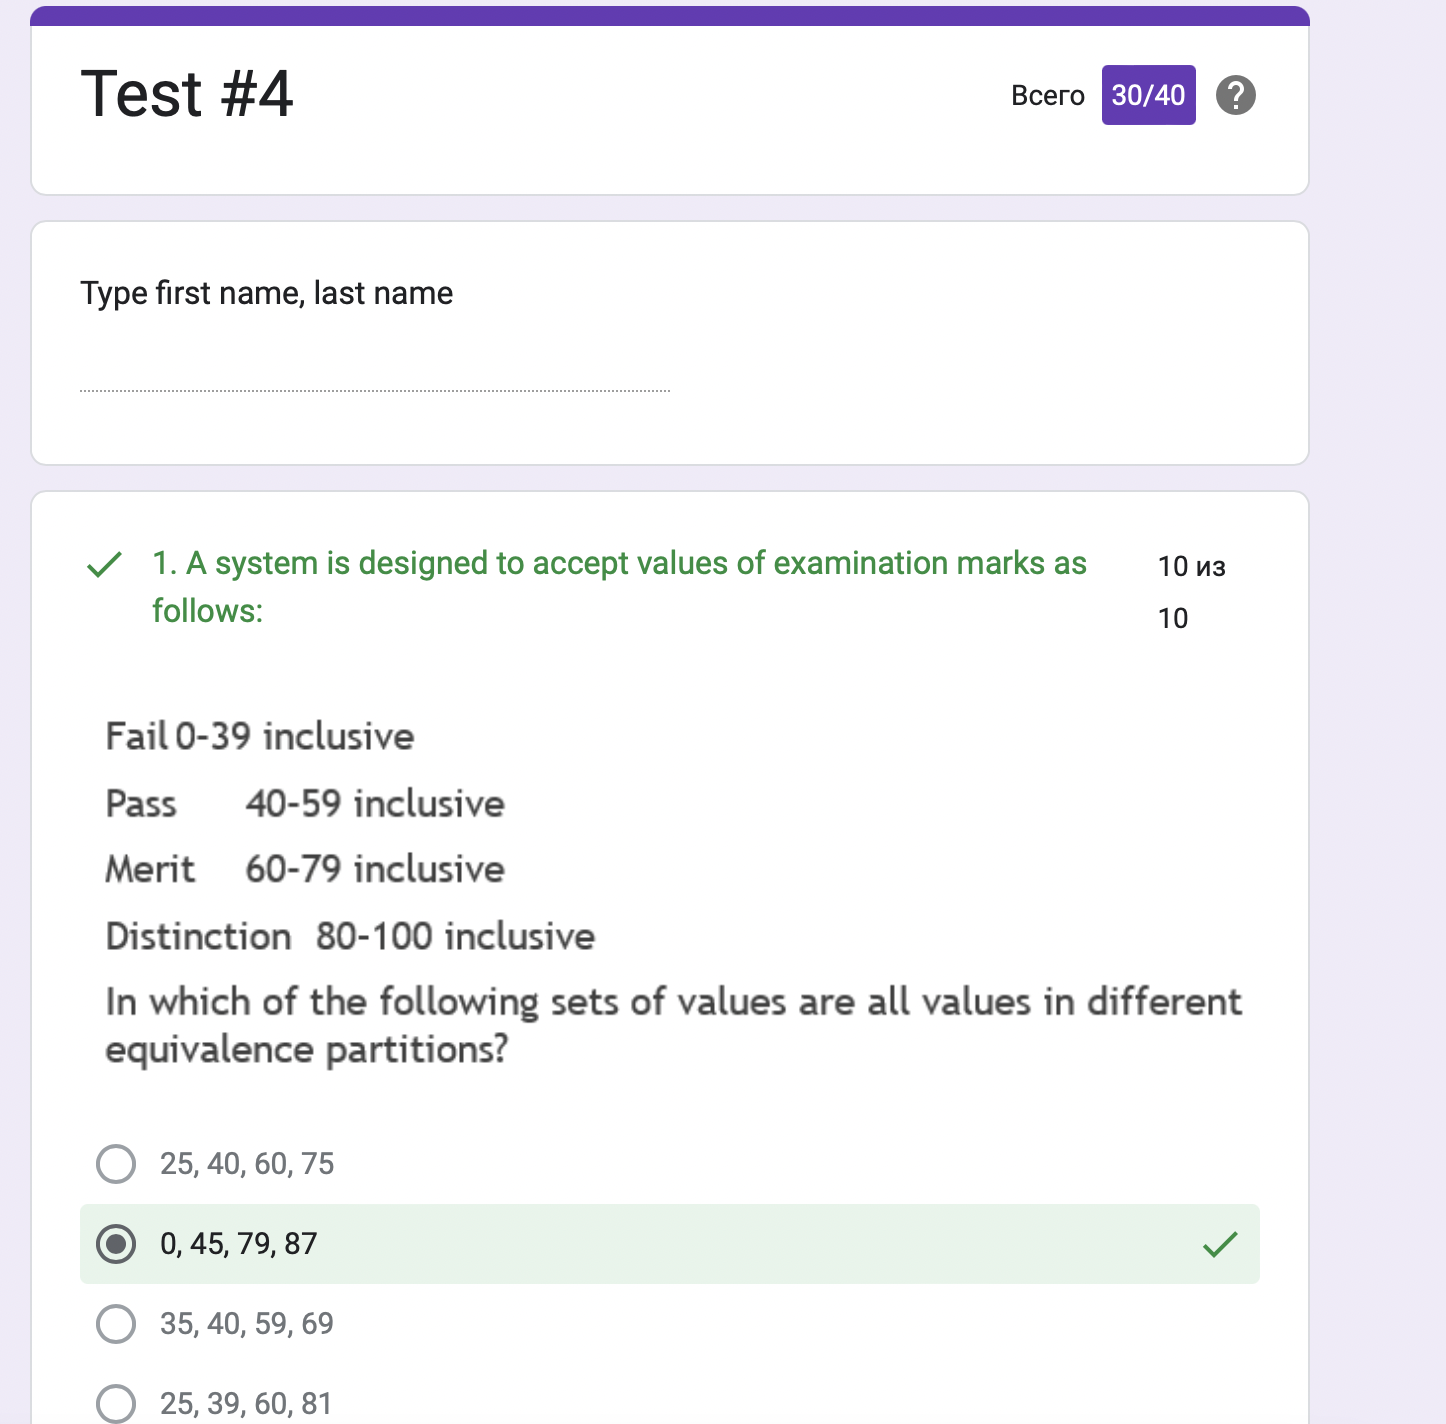 Test #4
Всего 30/40 ?
Type first name, last name
1. A system is designed to accept values of examination marks as
follows:
10 из
10
Fail 0-39 inclusive
Pass 40-59 inclusive
Merit 60-79 inclusive
Distinction 80-100 inclusive
In which of the following sets of values are all values in different
equivalence partitions?
25, 40, 60, 75
0, 45, 79, 87
35, 40, 59, 69
25, 39, 60, 81